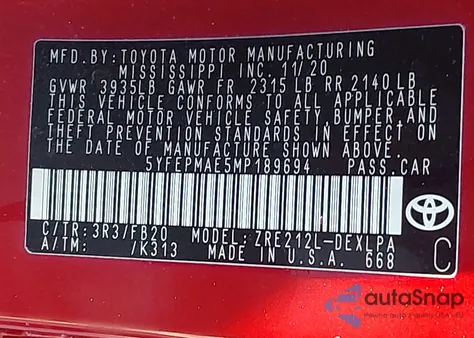 MFD.BY: TOYOTA MOTOR MANUFACTURING
MISSISSIPPI INC. 11/20
GVWR 3935LB GAWR FR 2315 LB RR 2140 LB
THIS VEHICLE CONFORMS TO ALL APPLICABLE
FEDERAL MOTOR VEHICLE SAFETY, BUMPER, AND
THEFT PREVENTION STANDARDS IN EFFECT ON
THE DATE OF MANUFACTURE SHOWN ABOVE.
5YFEPMAE5MP189694 PASS.CAR
C/TR: 3R3/FB20 MODEL: ZRE212L-DEXLPA
A/TM: /K313 MADE IN U.S.A. 668
C
autoSnap